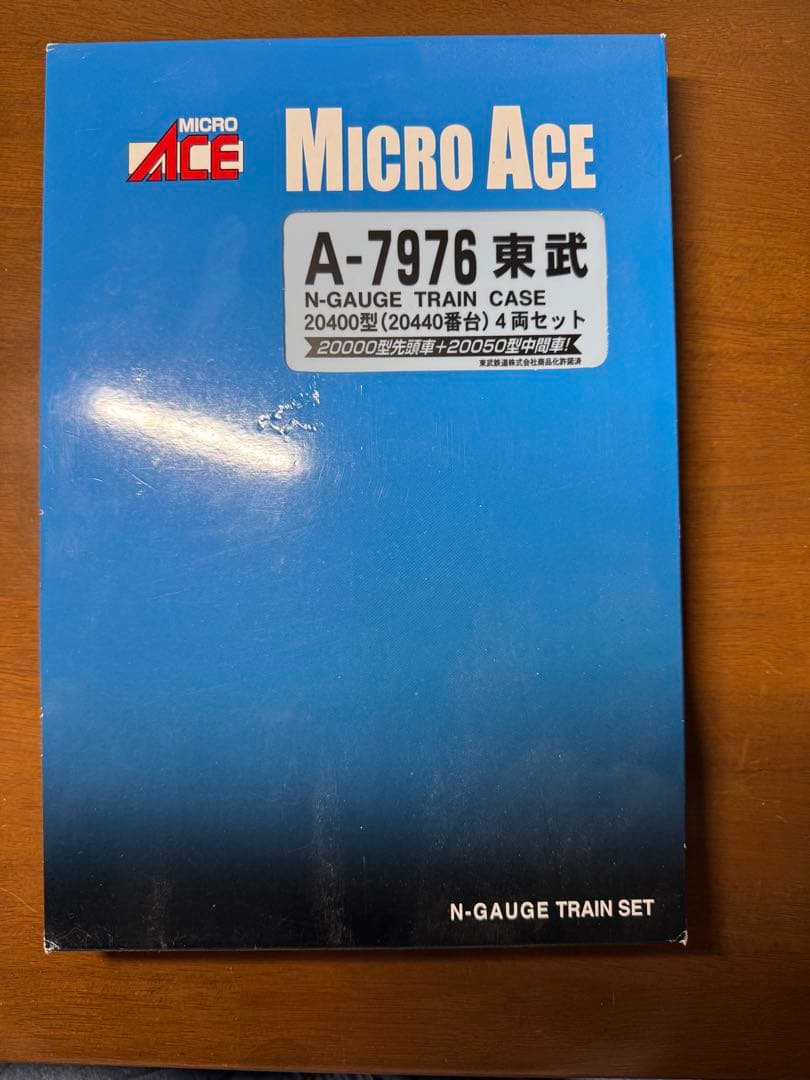 MICRO
ACE
MICRO ACE
A-7976 東武
N-GAUGE TRAIN CASE
20400型(20440番台)4両セット
20000型先頭車+20050型中間車!
東武鉄道株式会社商品化許諾済
N-GAUGE TRAIN SET